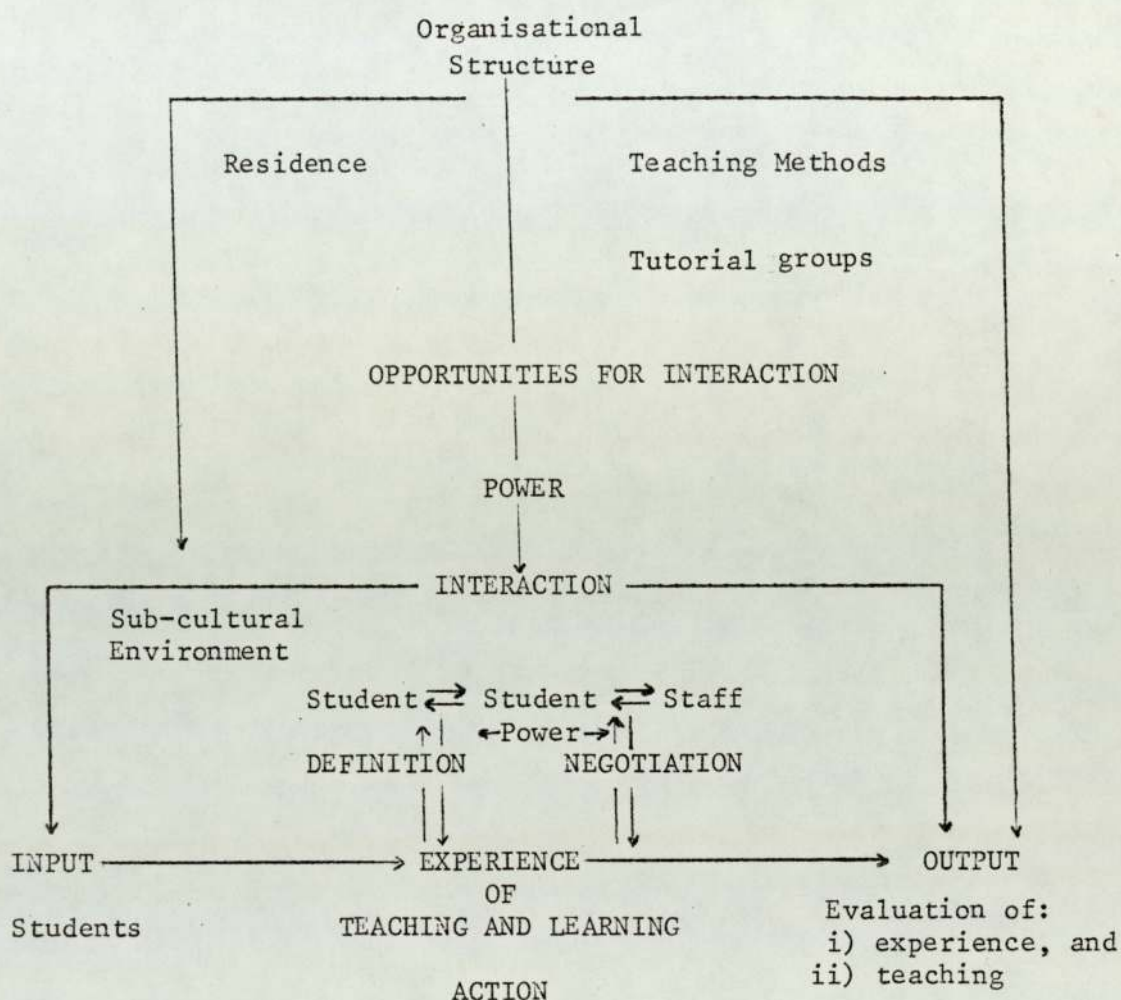 Organisational
Structure
Residence
Teaching Methods
Tutorial groups
OPPORTUNITIES FOR INTERACTION
POWER
INTERACTION
Sub-cultural
Environment
Student ⇄ Student ⇄ Staff
←Power→
DEFINITION NEGOTIATION
INPUT EXPERIENCE OUTPUT
OF
Students TEACHING AND LEARNING
Evaluation of:
i) experience, and
ii) teaching
ACTION